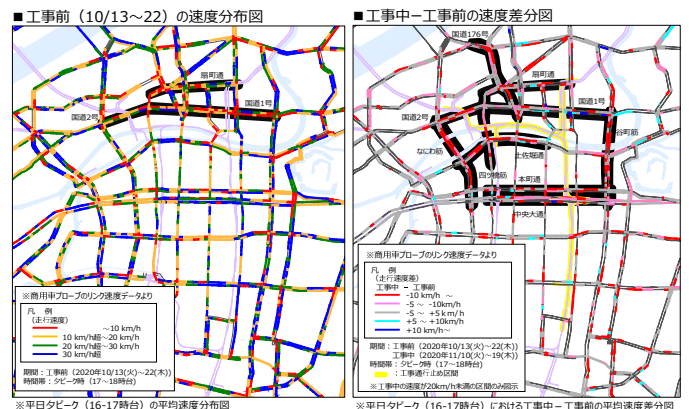 ■工事前（10/13～22）の速度分布図
扇町通
国道1号
国道2号
※商用車プローブのリンク速度データより
凡　例
（走行速度）
～10 km/h
10 km/h超～20 km/h
20 km/h超～30 km/h
30 km/h超
期間：工事前（2020年10/13(火)～22(木)）
時間帯：夕ピーク時（17～18時台）
※平日夕ピーク（16-17時台）の平均速度分布図
■工事中−工事前の速度差分図
国道176号
扇町通
国道1号
国道2号
谷町筋
なにわ筋
土佐堀通
四ツ橋筋
本町通
中央大通
※商用車プローブのリンク速度データより
凡　例
（走行速度差）
工事中 − 工事前
-10 km/h ～
-5 ～ -10km/h
-5 ～ +5ｋｍ/ｈ
+5 ～ +10km/h
+10 km/h～
期間：工事前（2020年10/13(火)～22(木)）
工事中（2020年11/10(火)～19(木)）
時間帯：夕ピーク時（17～18時台）
：工事通行止め区間
※工事中の速度が20km/h未満の区間のみ図示
※平日夕ピーク（16-17時台）における工事中−工事前の平均速度差分図